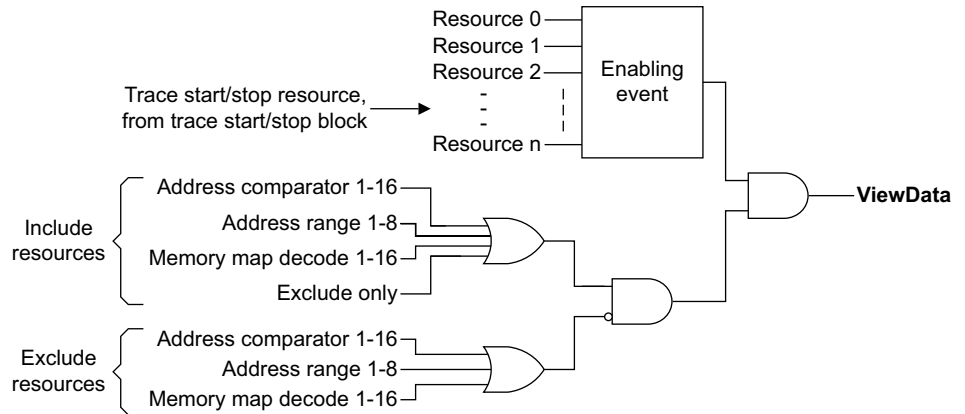 Resource 0
Resource 1
Resource 2
Resource n
Enabling
event
Trace start/stop resource,
from trace start/stop block
ViewData
Include
resources
Address comparator 1-16
Address range 1-8
Memory map decode 1-16
Exclude only
Exclude
resources
Address comparator 1-16
Address range 1-8
Memory map decode 1-16